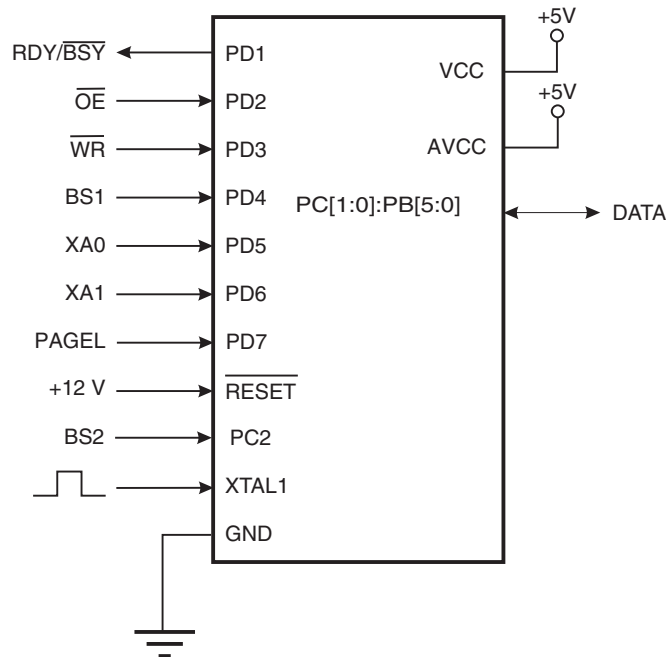 +5V
RDY/BSY PD1
VCC
OE PD2
+5V
WR PD3
AVCC
BS1 PD4
PC[1:0]:PB[5:0]
DATA
XA0 PD5
XA1 PD6
PAGEL PD7
+12 V RESET
BS2 PC2
XTAL1
GND